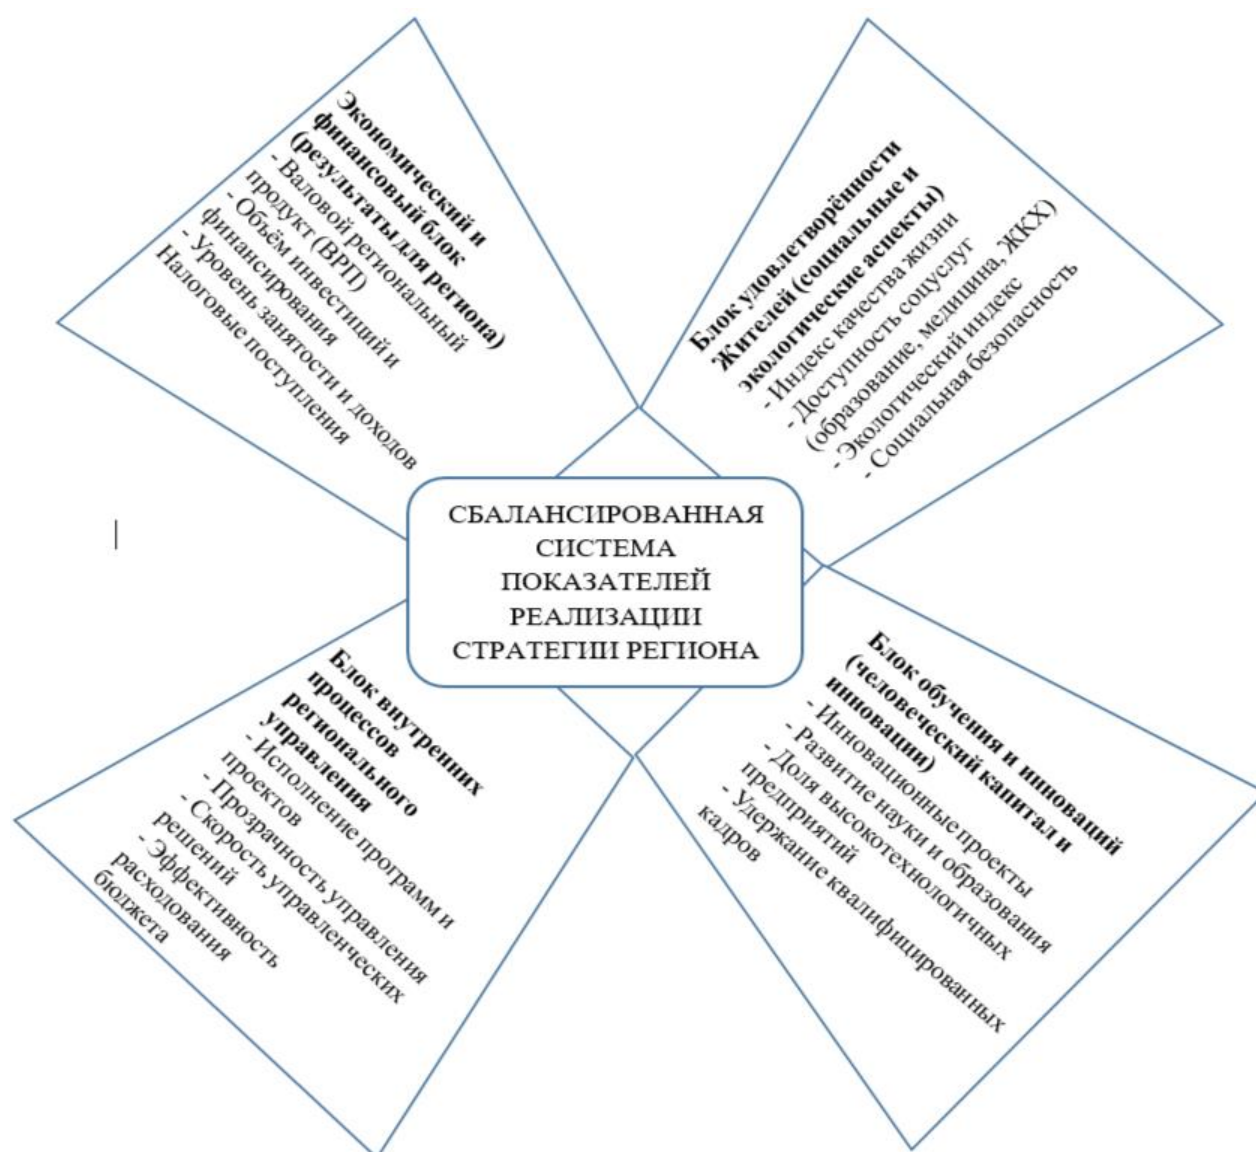 Экономический и
финансовый блок
(результаты для региона)
- Валовой региональный
продукт (ВРП)
- Объём инвестиций и
финансирования
- Уровень занятости и доходов
Налоговые поступления
Блок удовлетворённости
Жителей (социальные и
экологические аспекты)
- Индекс качества жизни
- Доступность соцуслуг
(образование, медицина, ЖКХ)
- Экологический индекс
- Социальная безопасность
СБАЛАНСИРОВАННАЯ
СИСТЕМА
ПОКАЗАТЕЛЕЙ
РЕАЛИЗАЦИИ
СТРАТЕГИИ РЕГИОНА
Блок внутренних
процессов
регионального
управления
- Исполнение программ и
проектов
- Прозрачность управления
- Скорость управленческих
решений
- Эффективность
расходования
бюджета
Блок обучения и инноваций
(человеческий капитал и
инновации)
- Инновационные проекты
- Развитие науки и образования
- Доля высокотехнологичных
предприятий
- Удержание квалифицированных
кадров